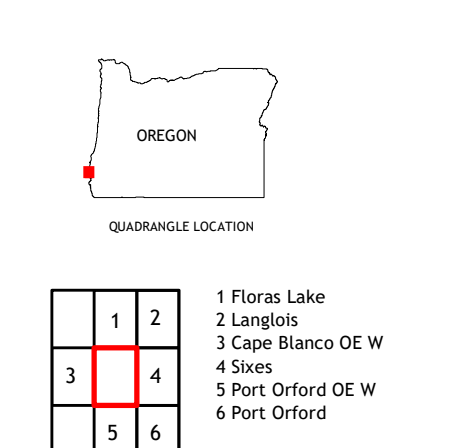 OREGON
QUADRANGLE LOCATION
1 2
3 4
5 6
1 Floras Lake
2 Langlois
3 Cape Blanco OE W
4 Sixes
5 Port Orford OE W
6 Port Orford